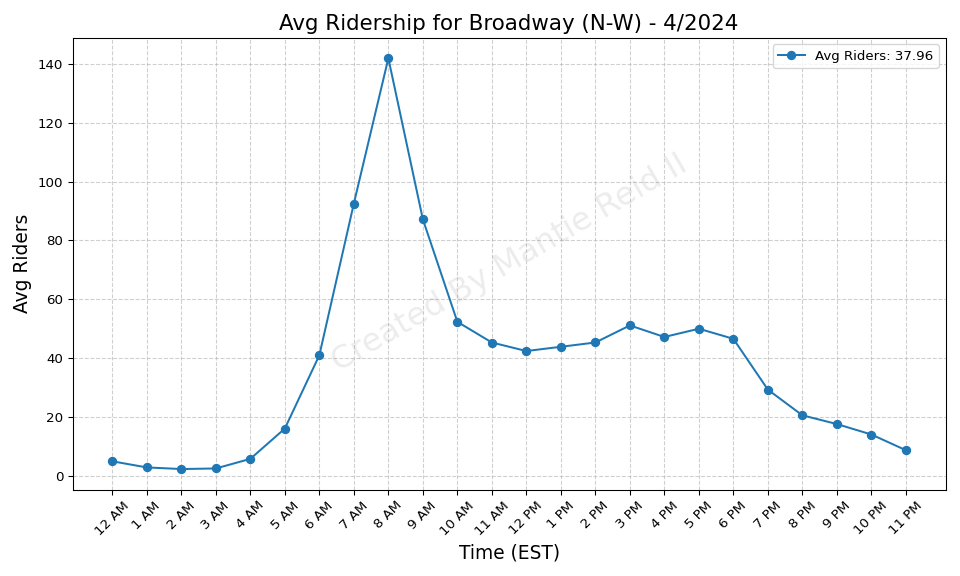 Avg Ridership for Broadway (N-W) - 4/2024
Avg Riders: 37.96
Avg Riders
140
120
100
80
60
40
20
0
Created By Mantie Reid II
12 AM
1 AM
2 AM
3 AM
4 AM
5 AM
6 AM
7 AM
8 AM
9 AM
10 AM
11 AM
12 PM
1 PM
2 PM
3 PM
4 PM
5 PM
6 PM
7 PM
8 PM
9 PM
10 PM
11 PM
Time (EST)